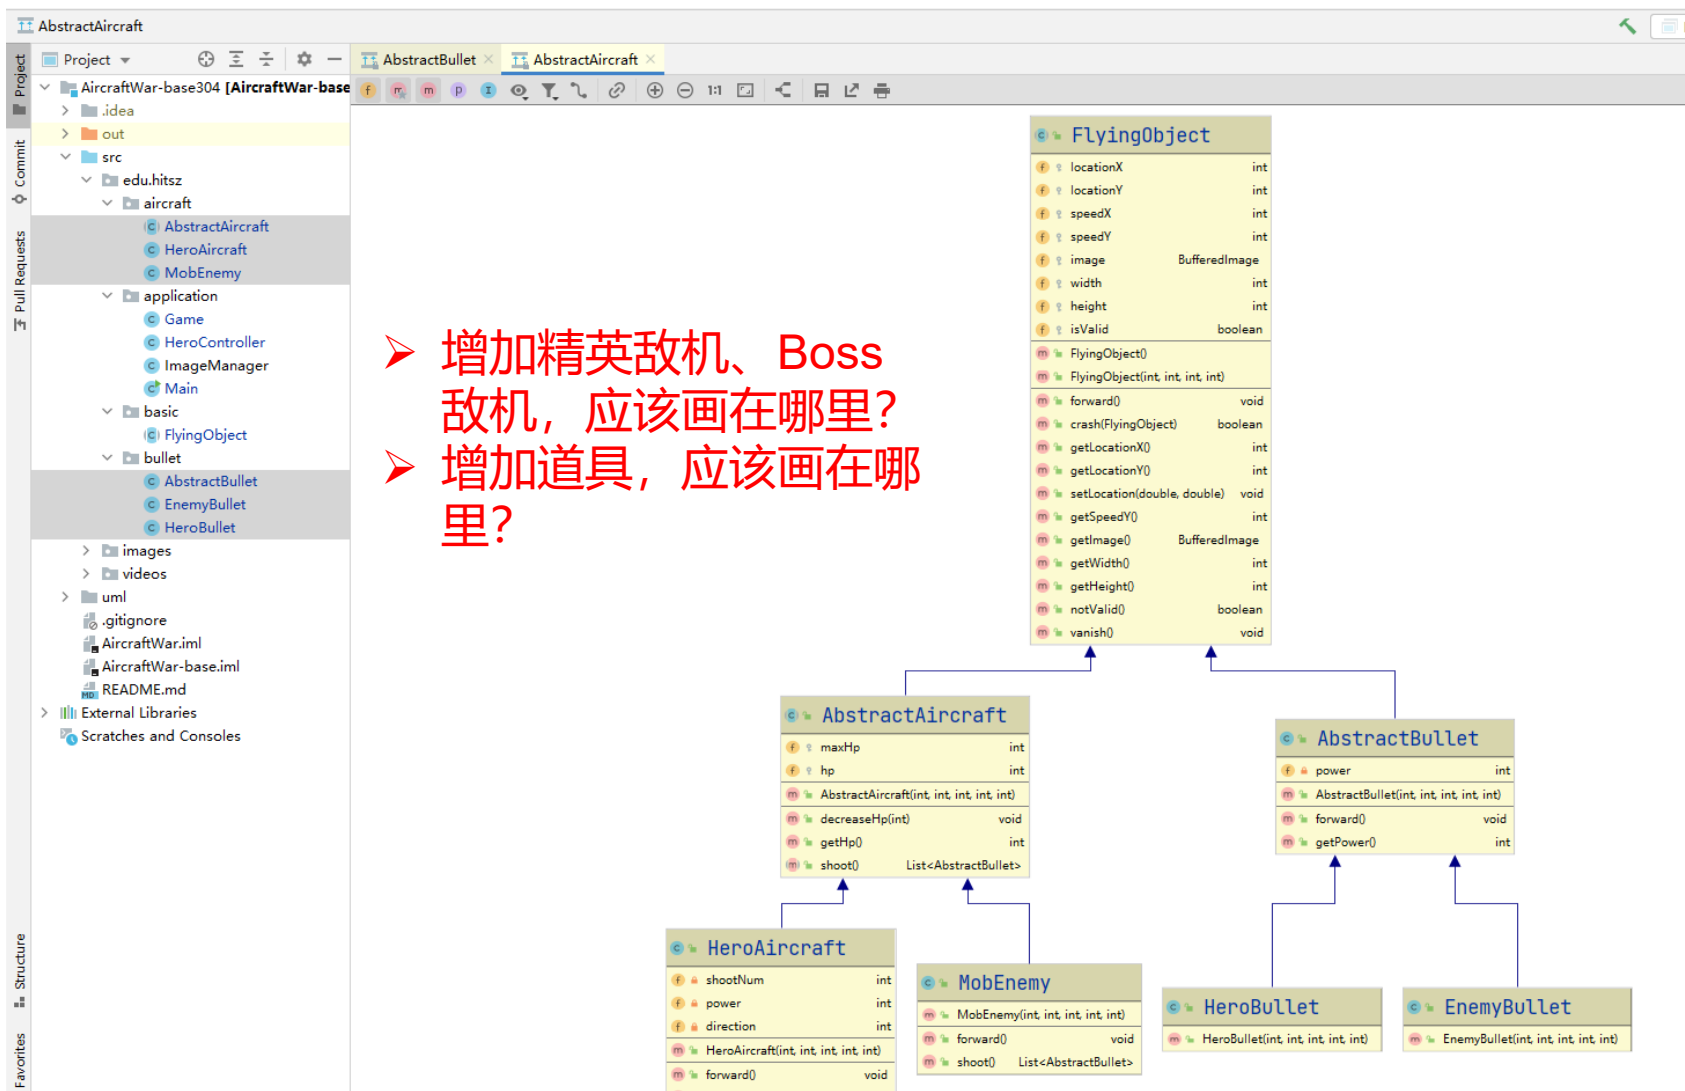 AbstractAircraft
Project
AbstractBullet
AbstractAircraft
1:1
Project
Commit
Pull Requests
Structure
Favorites
AircraftWar-base304 [AircraftWar-base
.idea
out
src
edu.hitsz
aircraft
AbstractAircraft
HeroAircraft
MobEnemy
application
Game
HeroController
ImageManager
Main
basic
FlyingObject
bullet
AbstractBullet
EnemyBullet
HeroBullet
images
videos
uml
.gitignore
AircraftWar.iml
AircraftWar-base.iml
README.md
External Libraries
Scratches and Consoles
➢ 增加精英敌机、Boss
敌机，应该画在哪里？
➢ 增加道具，应该画在哪
里？
FlyingObject
locationX int
locationY int
speedX int
speedY int
image BufferedImage
width int
height int
isValid boolean
FlyingObject()
FlyingObject(int, int, int, int)
forward() void
crash(FlyingObject) boolean
getLocationX() int
getLocationY() int
setLocation(double, double) void
getSpeedY() int
getImage() BufferedImage
getWidth() int
getHeight() int
notValid() boolean
vanish() void
AbstractAircraft
maxHp int
hp int
AbstractAircraft(int, int, int, int, int)
decreaseHp(int) void
getHp() int
shoot() List<AbstractBullet>
AbstractBullet
power int
AbstractBullet(int, int, int, int, int)
forward() void
getPower() int
HeroAircraft
shootNum int
power int
direction int
HeroAircraft(int, int, int, int, int)
forward() void
MobEnemy
MobEnemy(int, int, int, int, int)
forward() void
shoot() List<AbstractBullet>
HeroBullet
HeroBullet(int, int, int, int, int)
EnemyBullet
EnemyBullet(int, int, int, int, int)